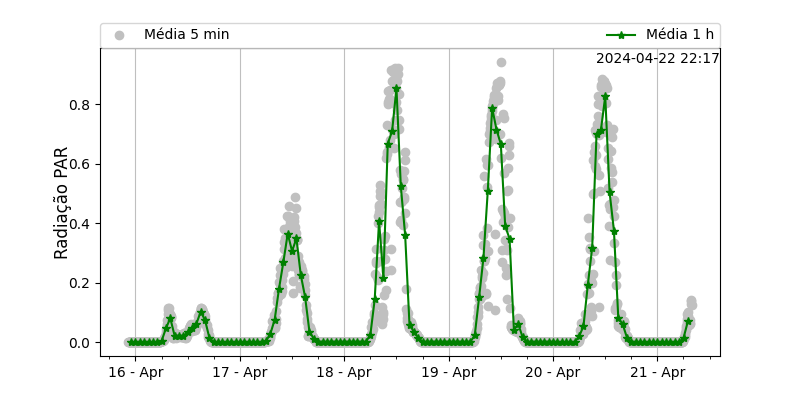 Média 5 min
Média 1 h
2024-04-22 22:17
Radiação PAR
0.8
0.6
0.4
0.2
0.0
16 - Apr
17 - Apr
18 - Apr
19 - Apr
20 - Apr
21 - Apr